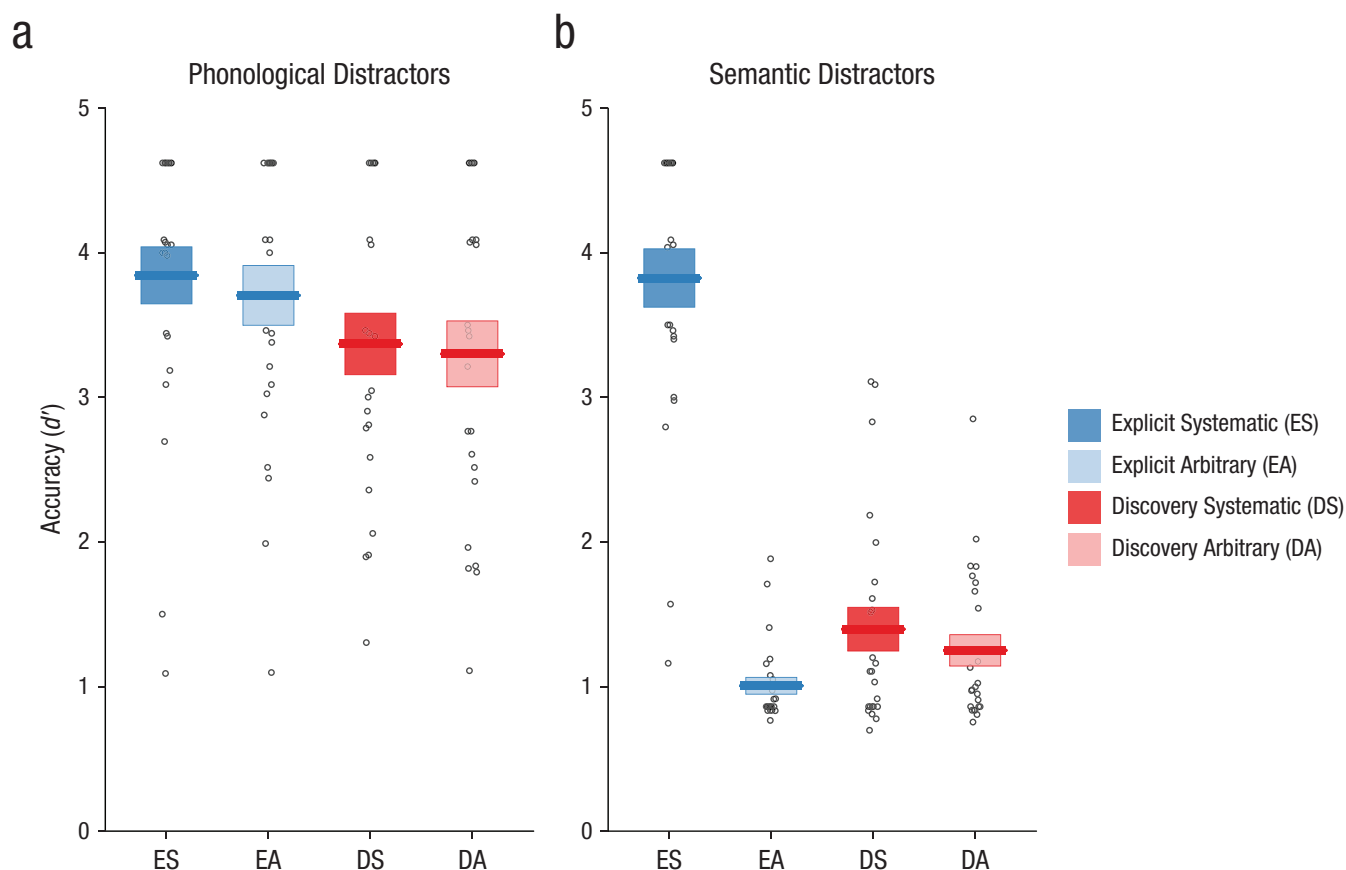 a
Phonological Distractors
5
4
3
2
1
0
Accuracy (d′)
ES EA DS DA
b
Semantic Distractors
5
4
3
2
1
0
ES EA DS DA
Explicit Systematic (ES)
Explicit Arbitrary (EA)
Discovery Systematic (DS)
Discovery Arbitrary (DA)